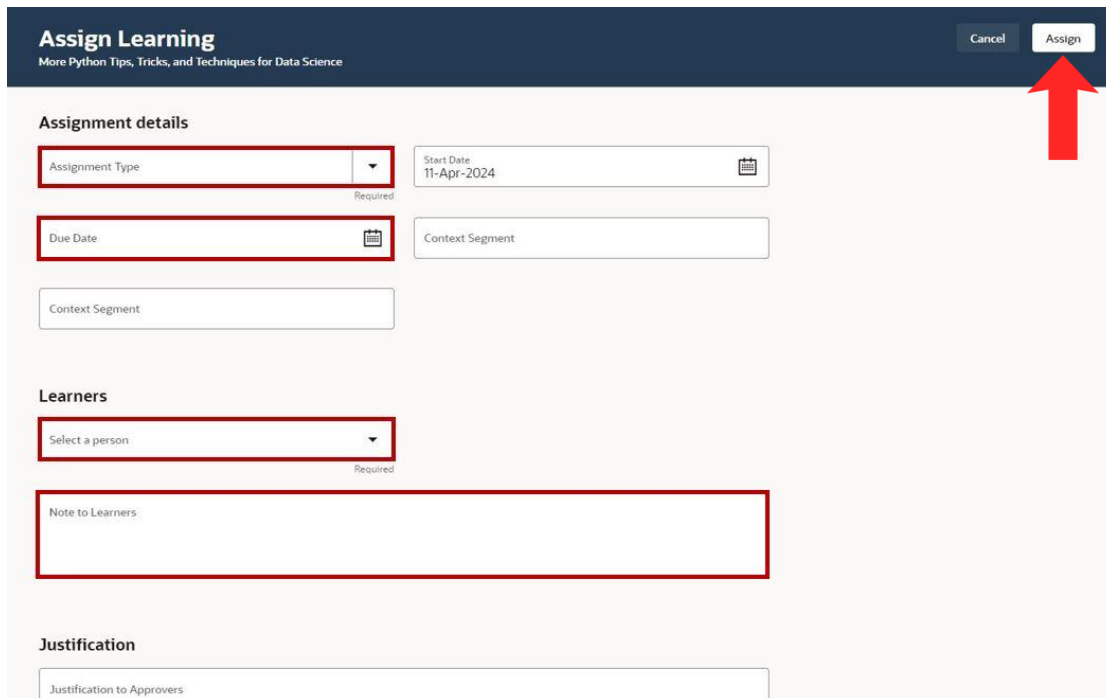 Assign Learning
More Python Tips, Tricks, and Techniques for Data Science
Cancel
Assign
Assignment details
Assignment Type
Required
Start Date
11-Apr-2024
Due Date
Context Segment
Context Segment
Learners
Select a person
Required
Note to Learners
Justification
Justification to Approvers